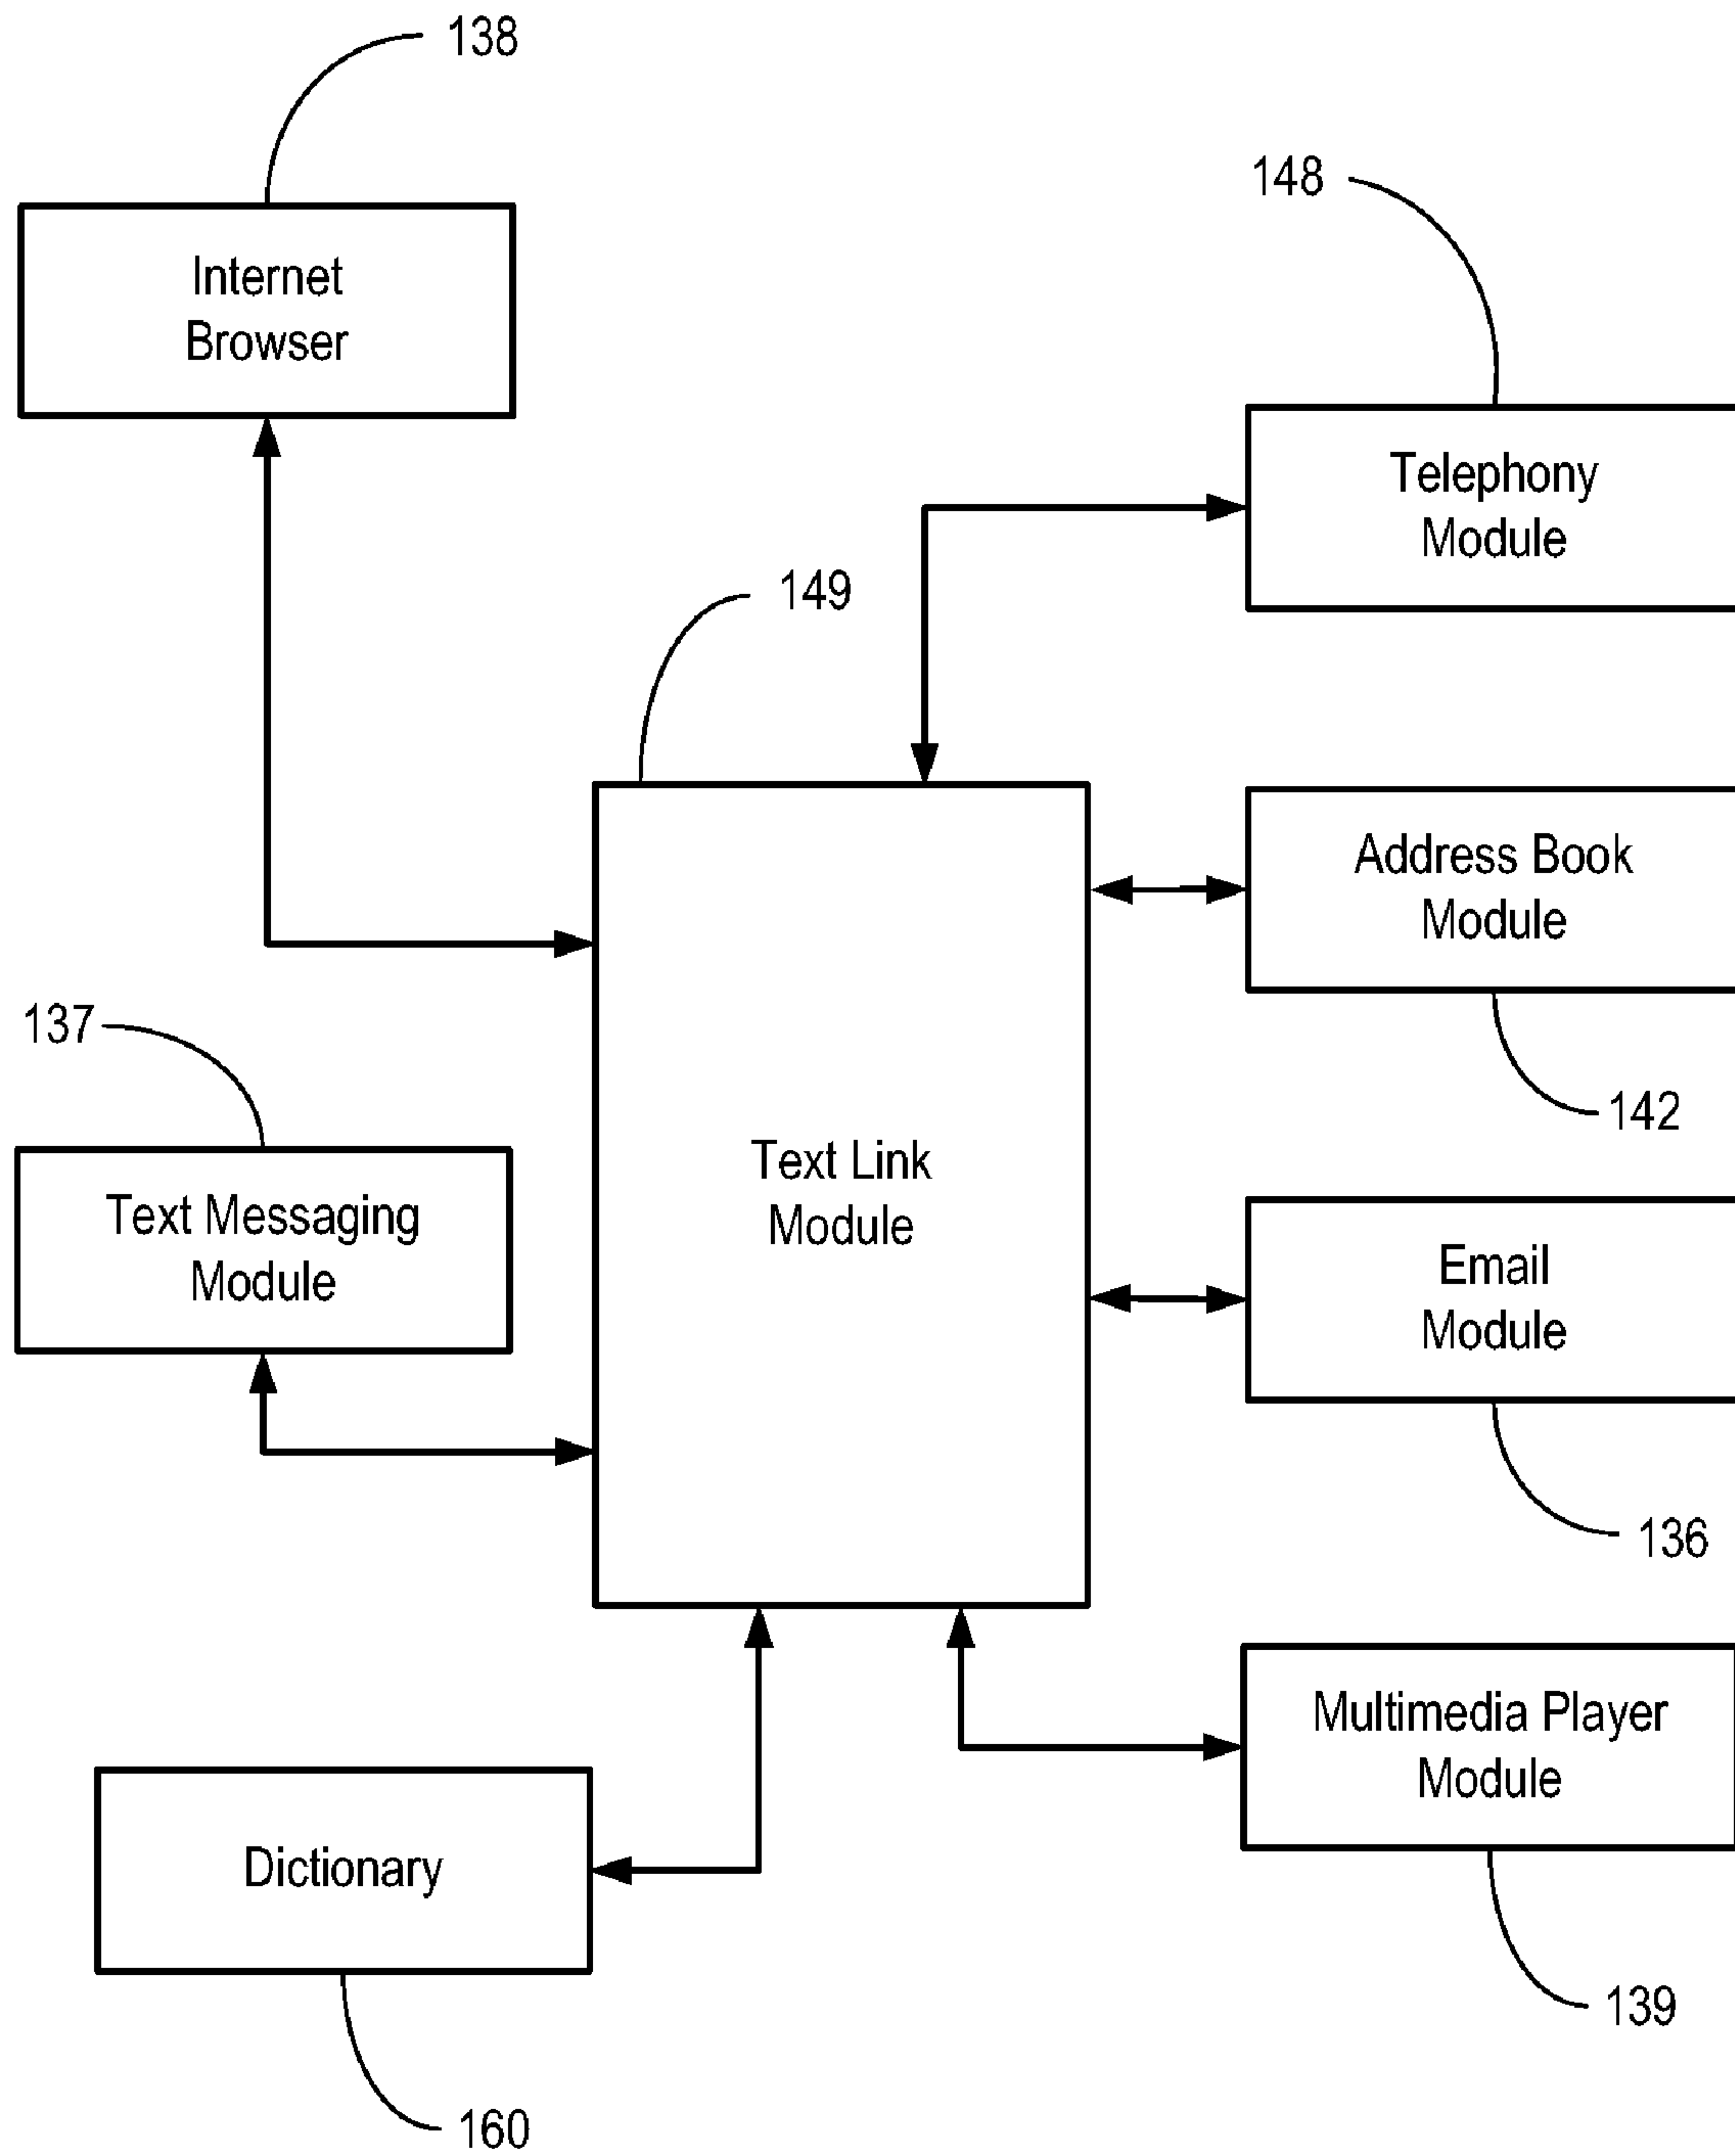 138
Internet
Browser
148
Telephony
Module
149
Address Book
Module
142
137
Text Messaging
Module
Text Link
Module
Email
Module
136
Multimedia Player
Module
139
Dictionary
160